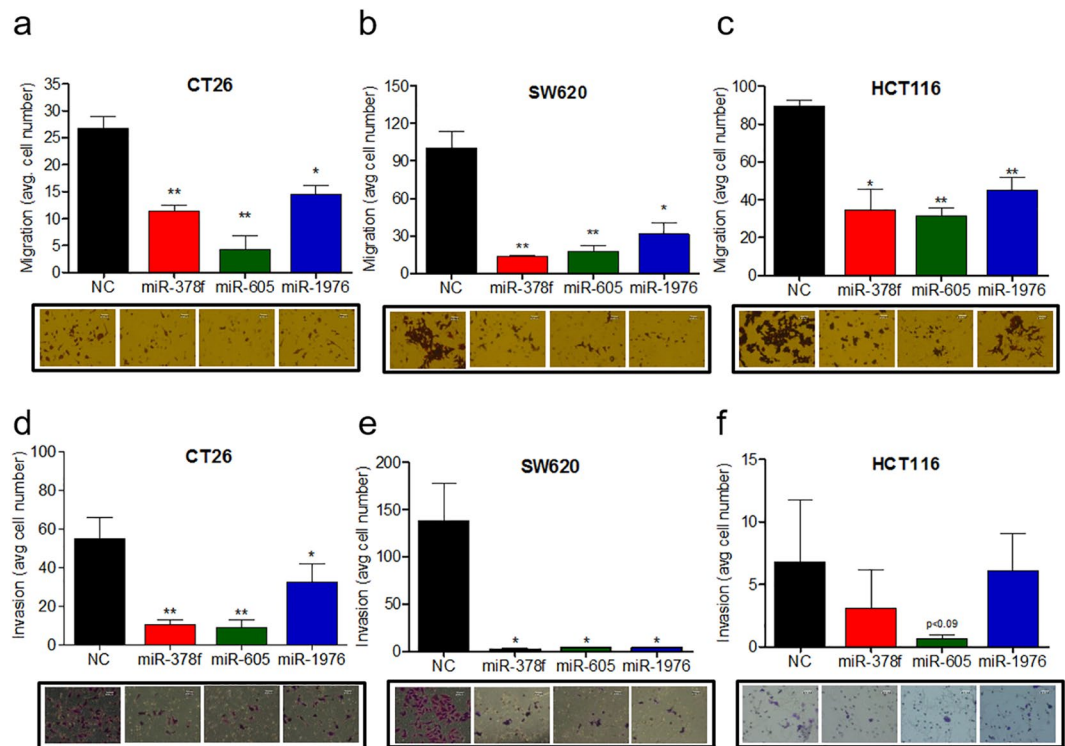 a
CT26
Migration (avg. cell number)
35
30
25
20
15
10
5
0
**
**
*
NC miR-378f miR-605 miR-1976
b
SW620
Migration (avg cell number)
150
120
90
60
30
0
**
**
*
NC miR-378f miR-605 miR-1976
c
HCT116
Migration (avg cell number)
100
80
60
40
20
0
*
**
**
NC miR-378f miR-605 miR-1976
d
CT26
Invasion (avg cell number)
100
80
60
40
20
0
**
**
*
NC miR-378f miR-605 miR-1976
e
SW620
Invasion (avg cell number)
200
150
100
50
0
*
*
*
NC miR-378f miR-605 miR-1976
f
HCT116
Invasion (avg cell number)
15
10
5
0
p<0.09
NC miR-378f miR-605 miR-1976